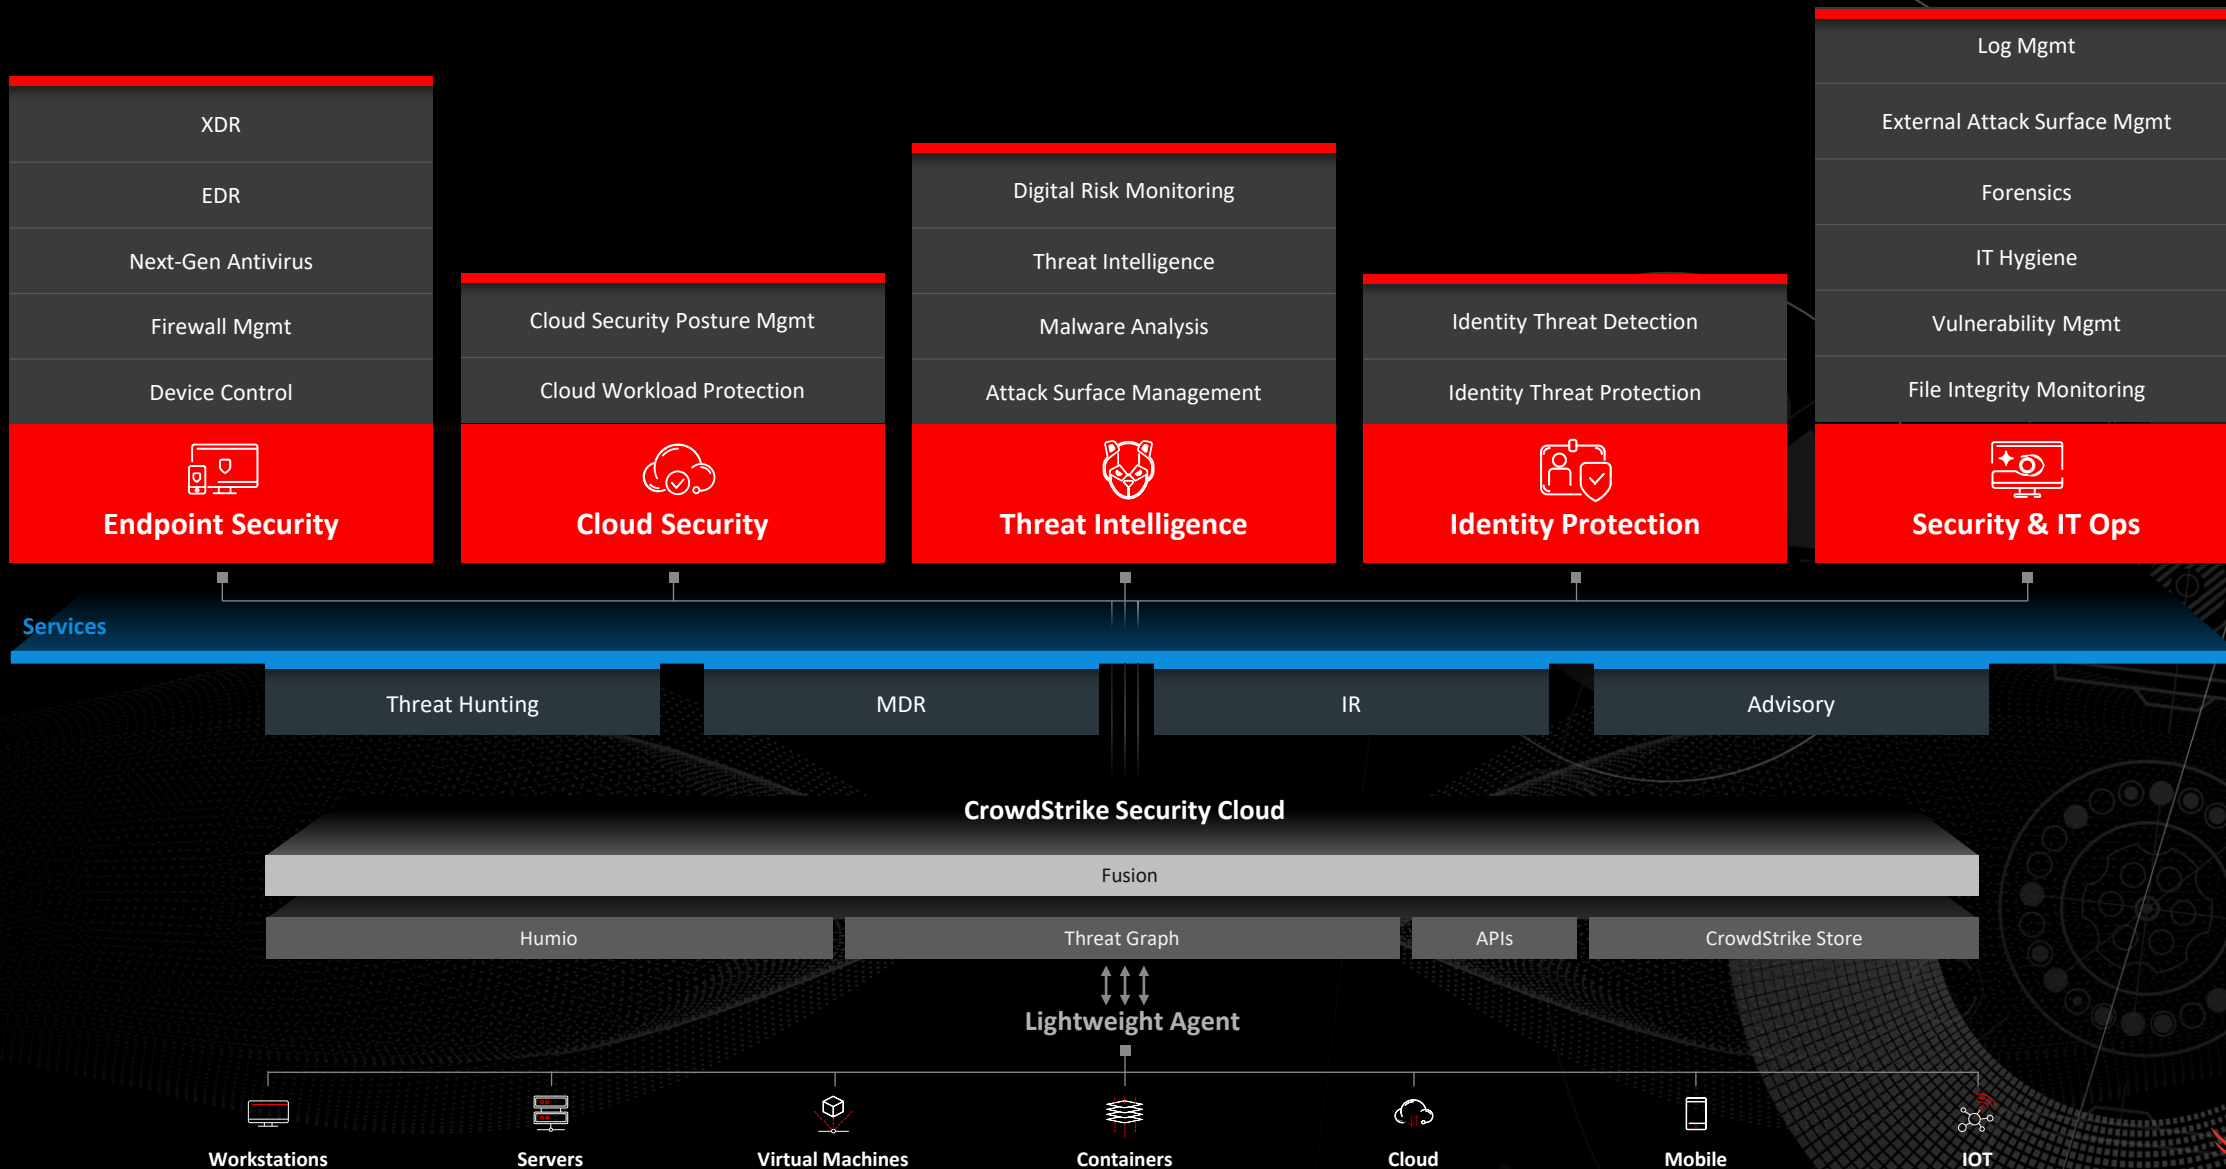 XDR
EDR
Next-Gen Antivirus
Firewall Mgmt
Device Control
Endpoint Security
Cloud Security Posture Mgmt
Cloud Workload Protection
Cloud Security
Digital Risk Monitoring
Threat Intelligence
Malware Analysis
Attack Surface Management
Threat Intelligence
Identity Threat Detection
Identity Threat Protection
Identity Protection
Log Mgmt
External Attack Surface Mgmt
Forensics
IT Hygiene
Vulnerability Mgmt
File Integrity Monitoring
Security & IT Ops
Services
Threat Hunting
MDR
IR
Advisory
CrowdStrike Security Cloud
Fusion
Humio
Threat Graph
APIs
CrowdStrike Store
Lightweight Agent
Workstations
Servers
Virtual Machines
Containers
Cloud
Mobile
IOT